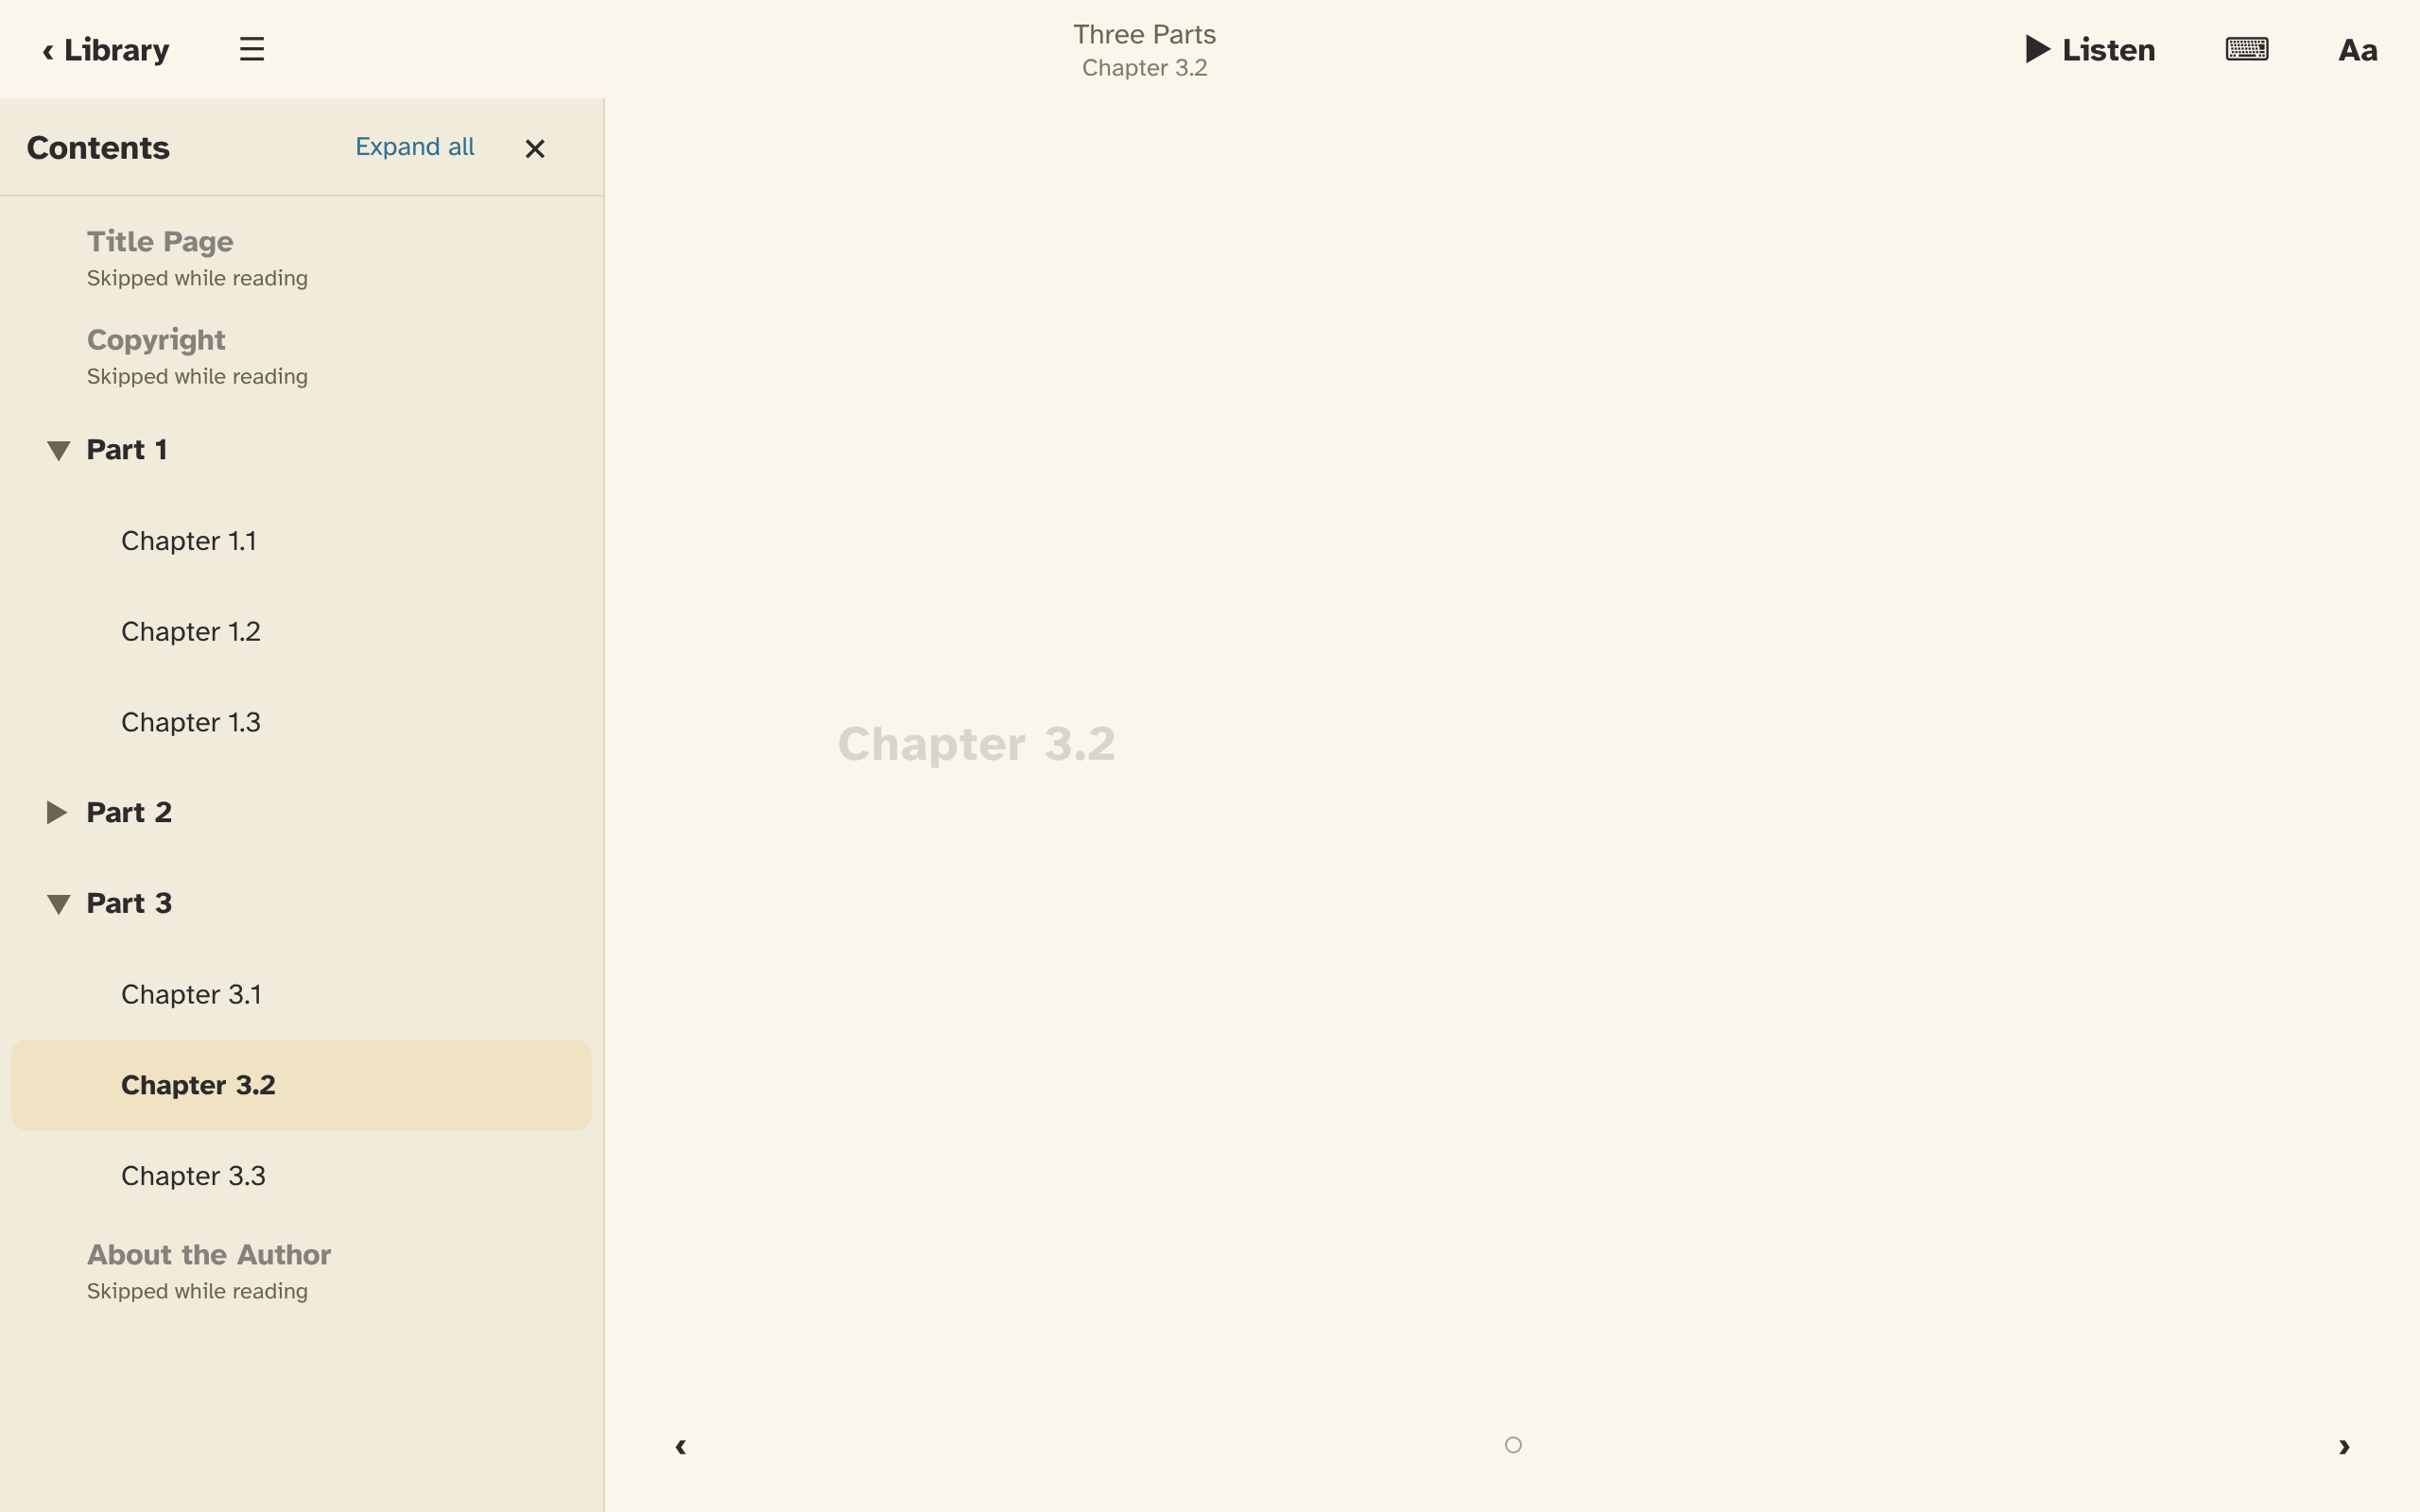 ‹ Library
Three Parts
Chapter 3.2
Listen
Aa
Contents
Expand all
Title Page
Skipped while reading
Copyright
Skipped while reading
Part 1
Chapter 1.1
Chapter 1.2
Chapter 1.3
Part 2
Part 3
Chapter 3.1
Chapter 3.2
Chapter 3.3
About the Author
Skipped while reading
Chapter 3.2